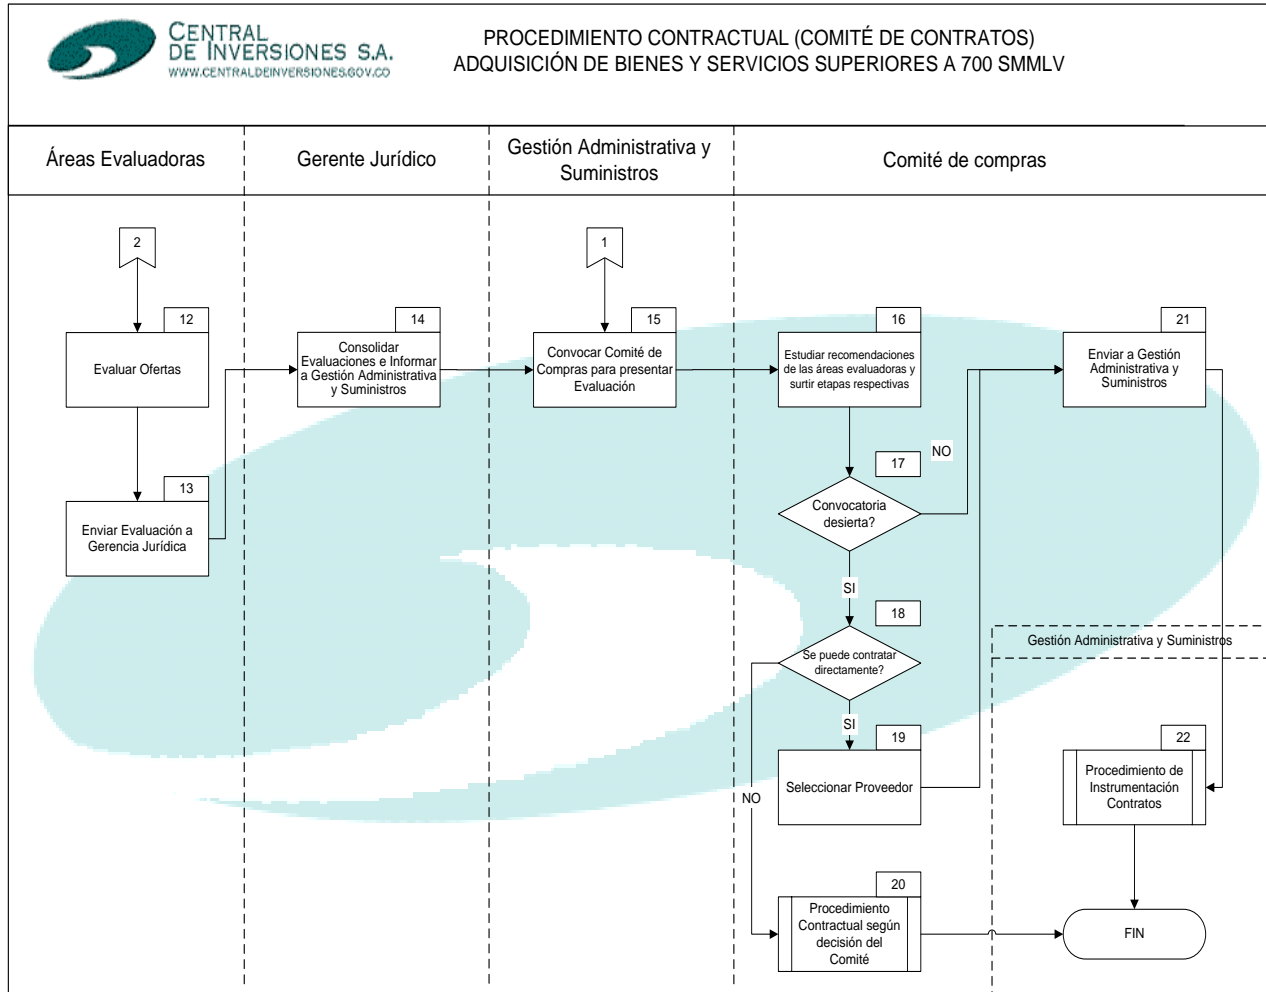 CENTRAL
DE INVERSIONES S.A.
WWW.CENTRALDEINVERSIONES.GOV.CO
PROCEDIMIENTO CONTRACTUAL (COMITÉ DE CONTRATOS)
ADQUISICIÓN DE BIENES Y SERVICIOS SUPERIORES A 700 SMMLV
Áreas Evaluadoras
Gerente Jurídico
Gestión Administrativa y
Suministros
Comité de compras
2
1
12
Evaluar Ofertas
13
Enviar Evaluación a
Gerencia Jurídica
14
Consolidar
Evaluaciones e Informar
a Gestión Administrativa
y Suministros
15
Convocar Comité de
Compras para presentar
Evaluación
16
Estudiar recomendaciones
de las áreas evaluadoras y
surtir etapas respectivas
21
Enviar a Gestión
Administrativa y
Suministros
17
NO
Convocatoria
desierta?
SI
18
Se puede contratar
directamente?
Gestión Administrativa y Suministros
SI
19
Seleccionar Proveedor
NO
22
Procedimiento de
Instrumentación
Contratos
20
Procedimiento
Contractual según
decisión del
Comité
FIN